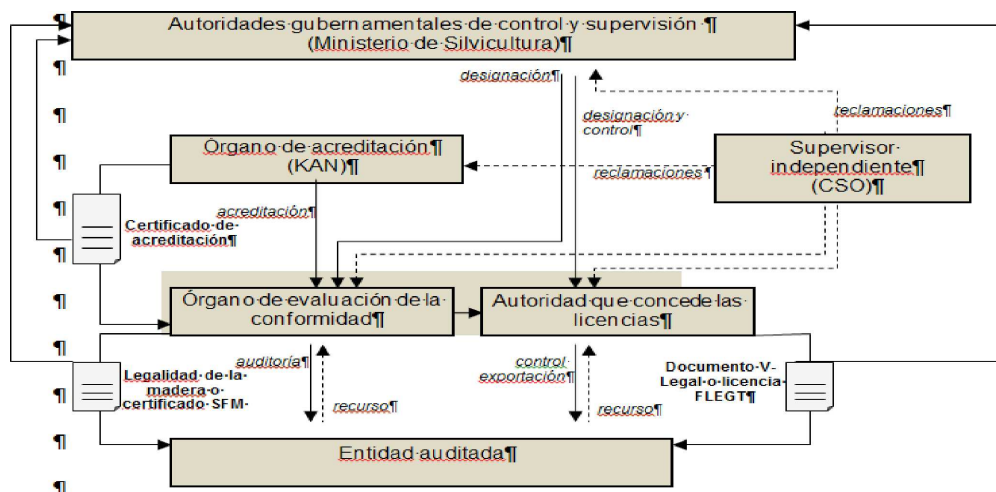 Autoridades gubernamentales de control y supervisión ¶
(Ministerio de Silvicultura)¶
designación¶
designación y
control¶
reclamaciones¶
Órgano de acreditación¶
(KAN)¶
reclamaciones¶
Supervisor
independiente¶
(CSO)¶
acreditación¶
Certificado de
acreditación¶
Órgano de evaluación de la
conformidad¶
Autoridad que concede las
licencias¶
auditoría¶
recurso¶
control
exportación¶
recurso¶
Legalidad de la
madera o
certificado SFM
Documento V-
Legal o licencia
FLEGT¶
Entidad auditada¶
¶
¶
¶
¶
¶
¶
¶
¶
¶
¶
¶